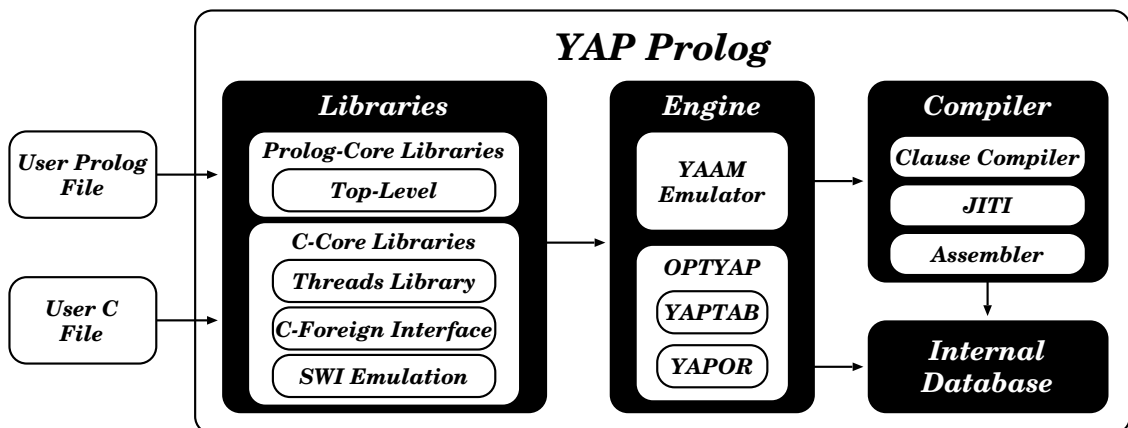 YAP Prolog
User Prolog
File
User C
File
Libraries
Prolog-Core Libraries
Top-Level
C-Core Libraries
Threads Library
C-Foreign Interface
SWI Emulation
Engine
YAAM
Emulator
OPTYAP
YAPTAB
YAPOR
Compiler
Clause Compiler
JITI
Assembler
Internal
Database